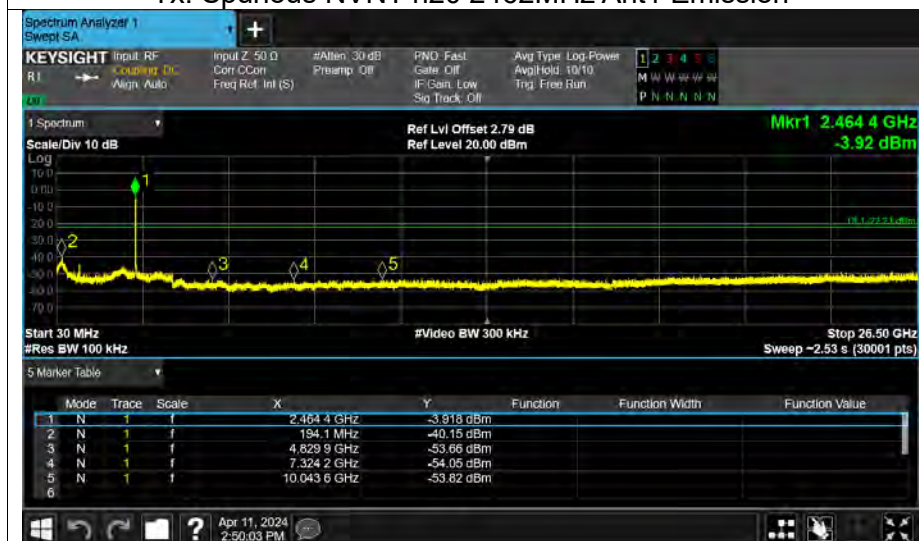 Tx. Spurious NVNT n20 2462MHz Ant1 Emission
Spectrum Analyzer 1
Swept SA
KEYSIGHT Input: RF Input Z: 50 Ω #Atten: 30 dB PNO: Fast Avg Type: Log-Power 1 2 3 4 5 6
R L Coupling: DC Corr CCorr Preamp: Off Gate: Off Avg|Hold: 10/10 M W W W W W
Align: Auto Freq Ref: Int (S) IF Gain: Low Trig: Free Run
Sig Track: Off P N N N N N
1 Spectrum Ref Lvl Offset 2.79 dB Mkr1 2.464 4 GHz
Scale/Div 10 dB Ref Level 20.00 dBm -3.92 dBm
Log
10.0
0.00
-10.0
-20.0
-30.0
-40.0
-50.0
-60.0
-70.0
1
2
3 4 5
Start 30 MHz #Video BW 300 kHz Stop 26.50 GHz
#Res BW 100 kHz Sweep ~2.53 s (30001 pts)
5 Marker Table
Mode Trace Scale X Y Function Function Width Function Value
1 N 1 f 2.464 4 GHz -3.918 dBm
2 N 1 f 194.1 MHz -40.15 dBm
3 N 1 f 4.829 9 GHz -53.66 dBm
4 N 1 f 7.324 2 GHz -54.05 dBm
5 N 1 f 10.043 6 GHz -53.82 dBm
6
? Apr 11, 2024
2:50:03 PM